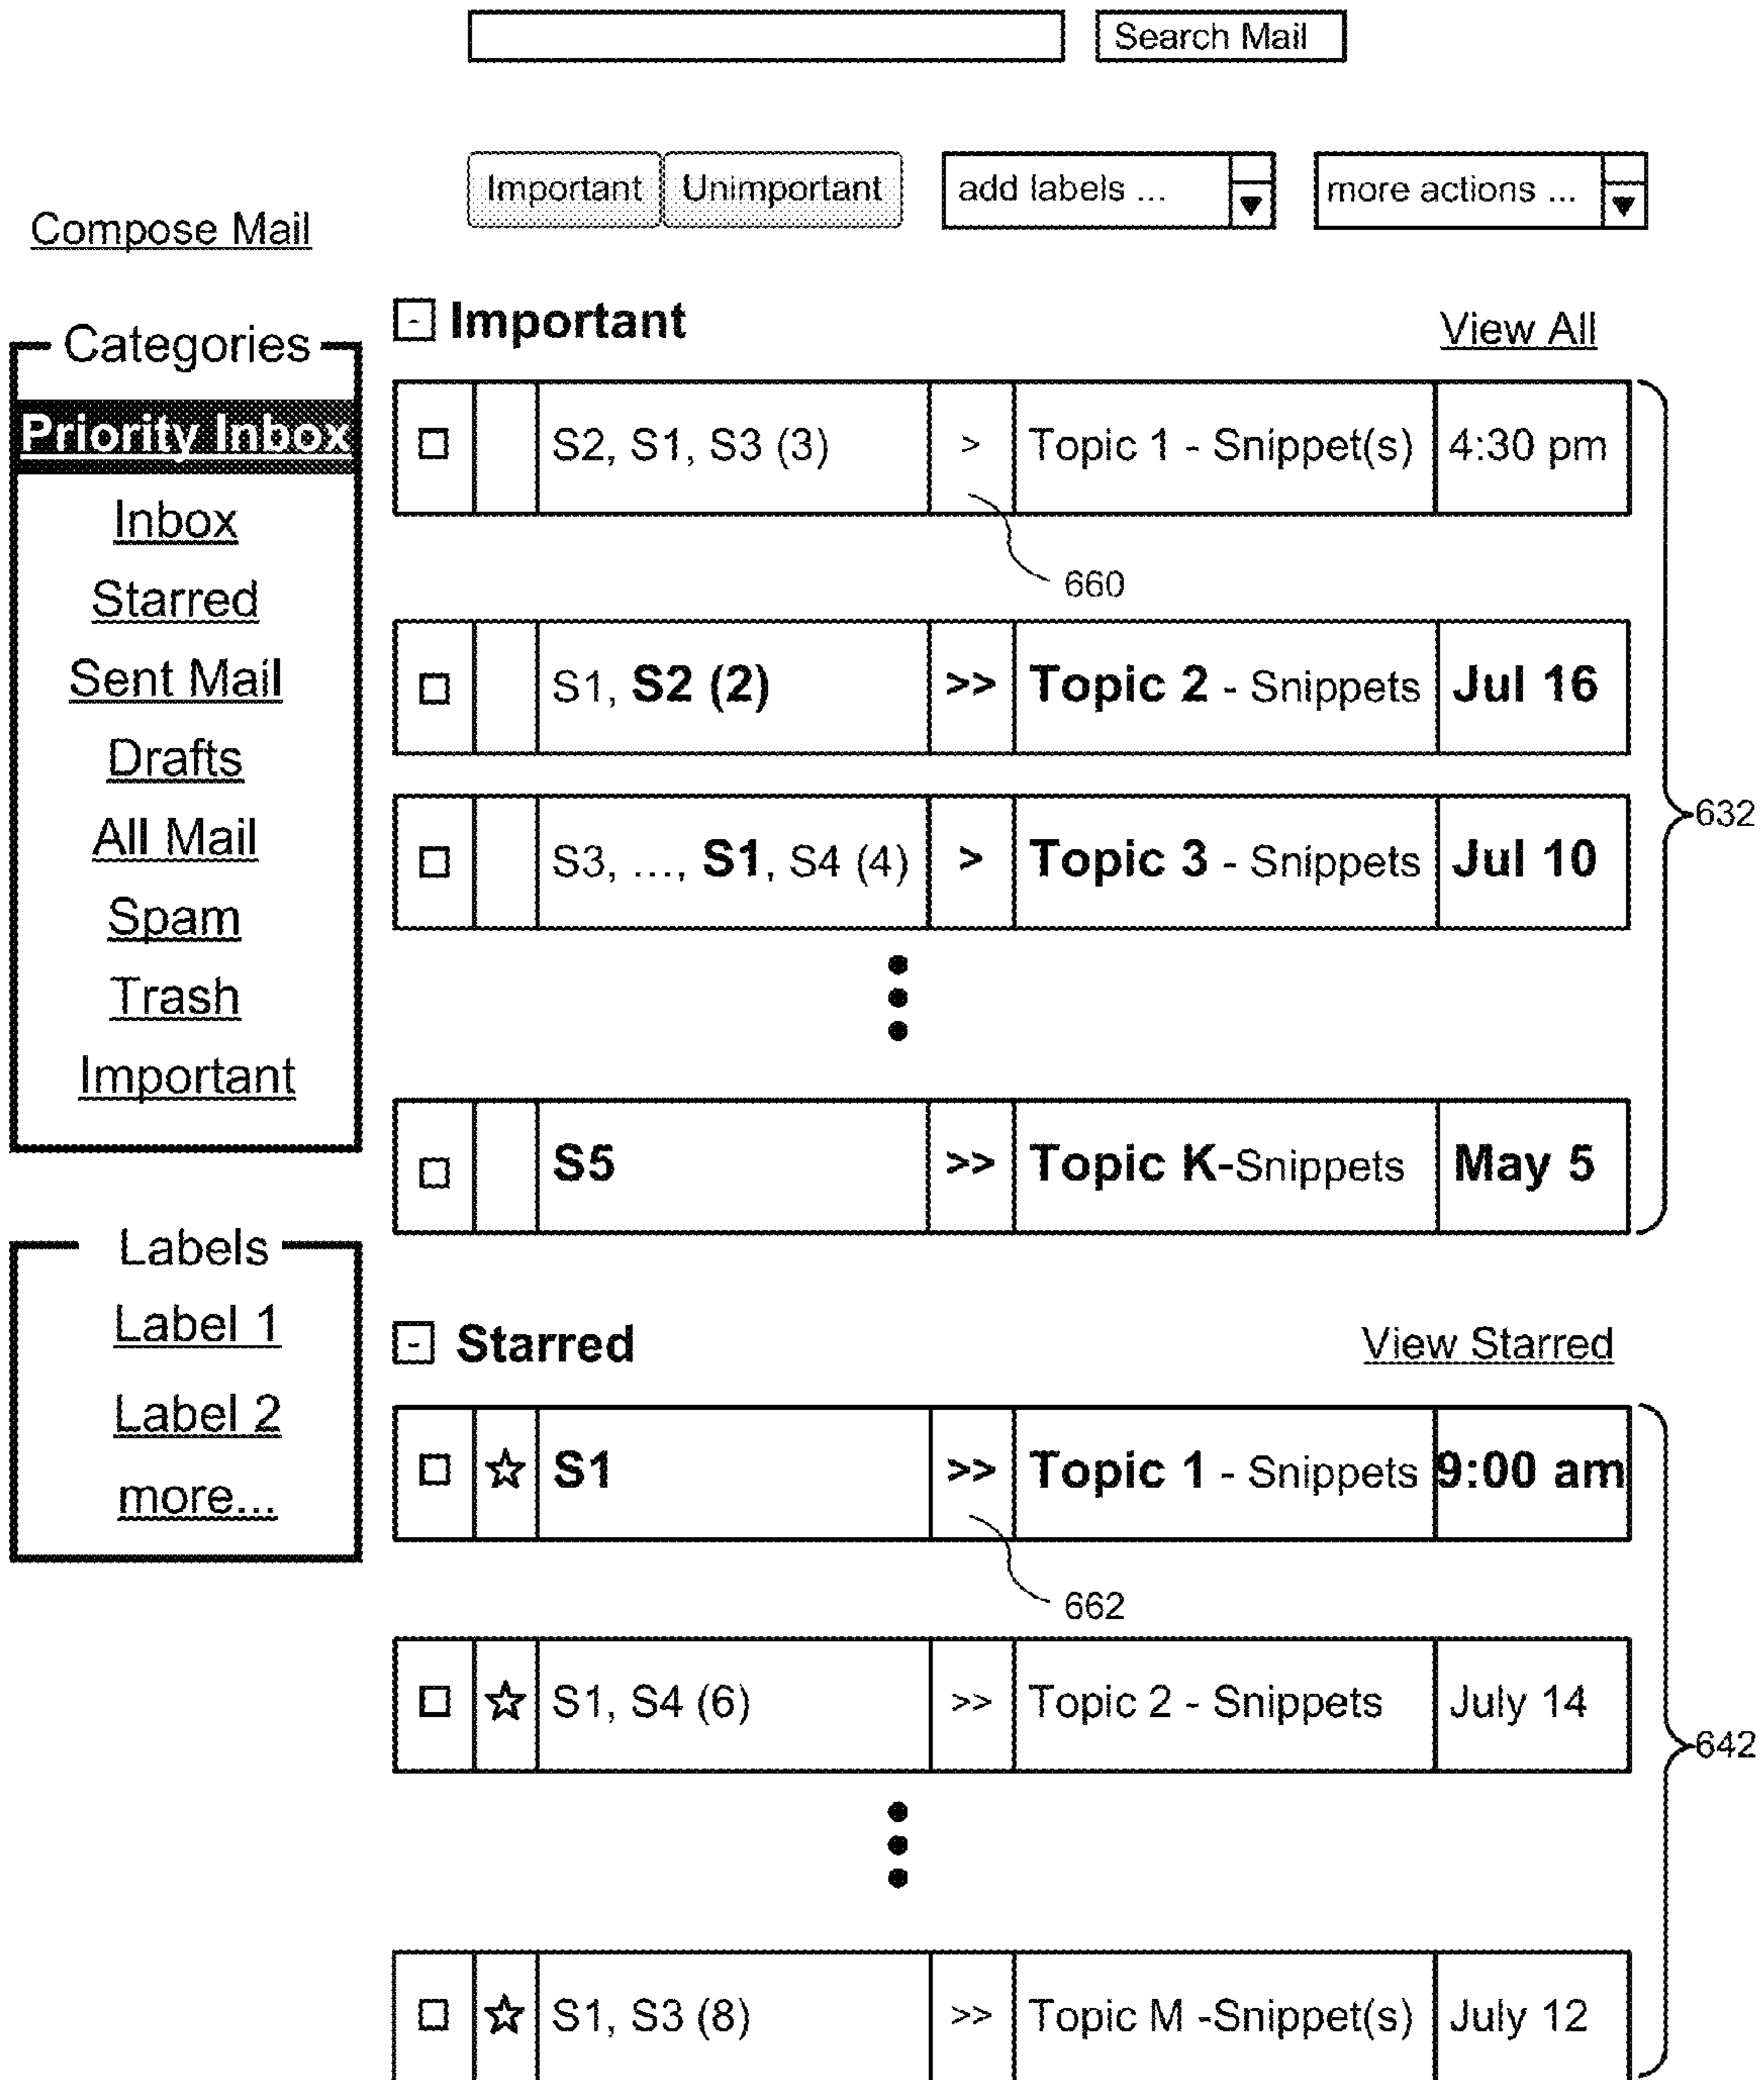 Search Mail
Important Unimportant add labels ... more actions ...
Compose Mail
Categories
Priority Inbox
Inbox
Starred
Sent Mail
Drafts
All Mail
Spam
Trash
Important
Labels
Label 1
Label 2
more...
- Important View All
S2, S1, S3 (3) > Topic 1 - Snippet(s) 4:30 pm
660
S1, S2 (2) >> Topic 2 - Snippets Jul 16
632
S3, ..., S1, S4 (4) > Topic 3 - Snippets Jul 10
S5 >> Topic K-Snippets May 5
- Starred View Starred
S1 >> Topic 1 - Snippets 9:00 am
662
S1, S4 (6) >> Topic 2 - Snippets July 14
642
S1, S3 (8) >> Topic M -Snippet(s) July 12